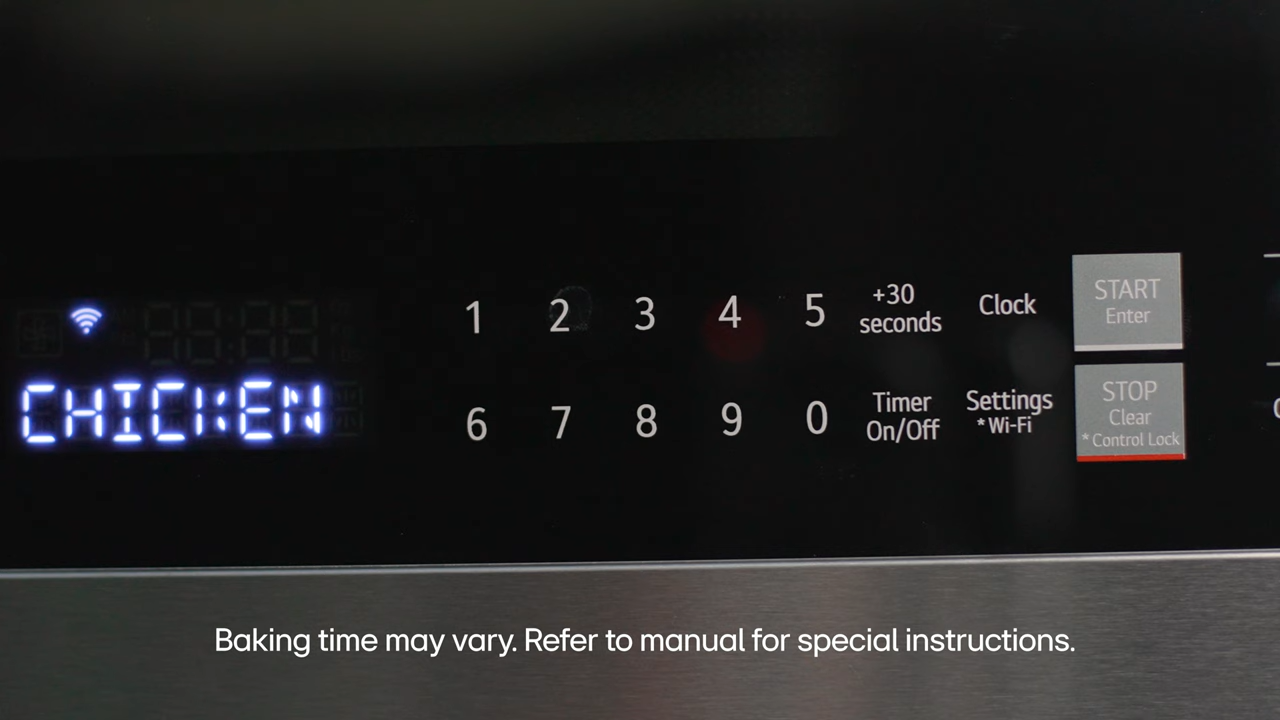 CHICKEN
1 2 3 4 5
+30
seconds
Clock
START
Enter
6 7 8 9 0
Timer
On/Off
Settings
*Wi-Fi
STOP
Clear
*Control Lock
Baking time may vary. Refer to manual for special instructions.